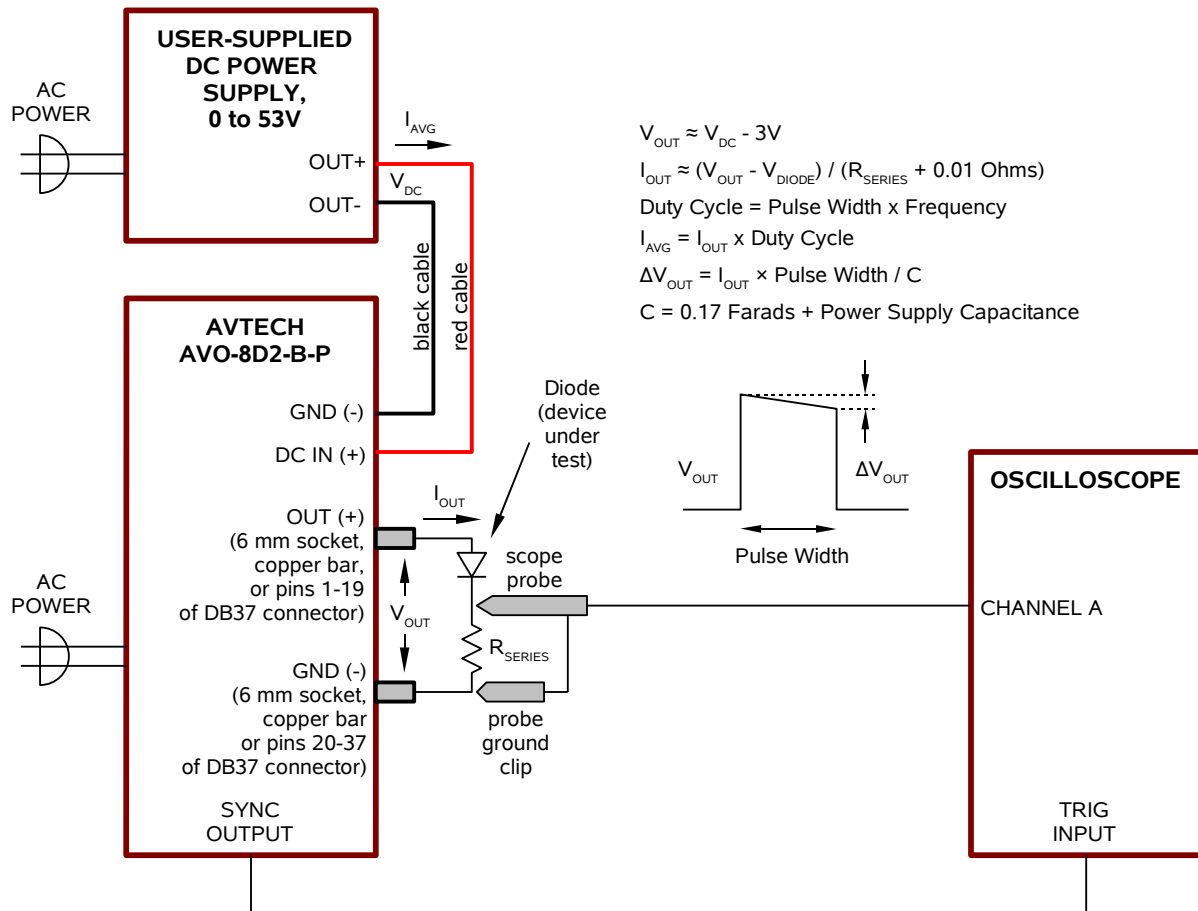 USER-SUPPLIED
DC POWER
SUPPLY,
0 to 53V
AC
POWER
I_AVG
OUT+
V_DC
OUT-
black cable
red cable
V_OUT ≈ V_DC - 3V
I_OUT ≈ (V_OUT - V_DIODE) / (R_SERIES + 0.01 Ohms)
Duty Cycle = Pulse Width x Frequency
I_AVG = I_OUT x Duty Cycle
ΔV_OUT = I_OUT × Pulse Width / C
C = 0.17 Farads + Power Supply Capacitance
AVTECH
AVO-8D2-B-P
GND (-)
DC IN (+)
Diode
(device
under
test)
I_OUT
OUT (+)
(6 mm socket,
copper bar,
or pins 1-19
of DB37 connector)
V_OUT
GND (-)
(6 mm socket,
copper bar
or pins 20-37
of DB37 connector)
AC
POWER
SYNC
OUTPUT
scope
probe
R_SERIES
probe
ground
clip
V_OUT
ΔV_OUT
Pulse Width
OSCILLOSCOPE
CHANNEL A
TRIG
INPUT